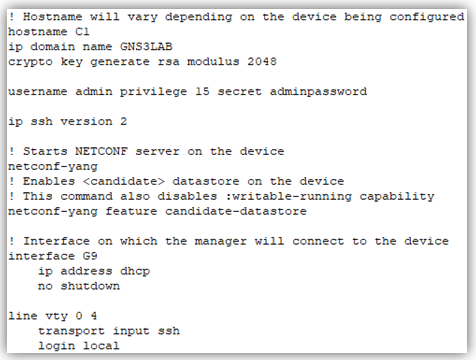 ! Hostname will vary depending on the device being configured
hostname C1
ip domain name GNS3LAB
crypto key generate rsa modulus 2048
username admin privilege 15 secret adminpassword
ip ssh version 2
! Starts NETCONF server on the device
netconf-yang
! Enables <candidate> datastore on the device
! This command also disables :writable-running capability
netconf-yang feature candidate-datastore
! Interface on which the manager will connect to the device
interface G9
    ip address dhcp
    no shutdown
line vty 0 4
    transport input ssh
    login local